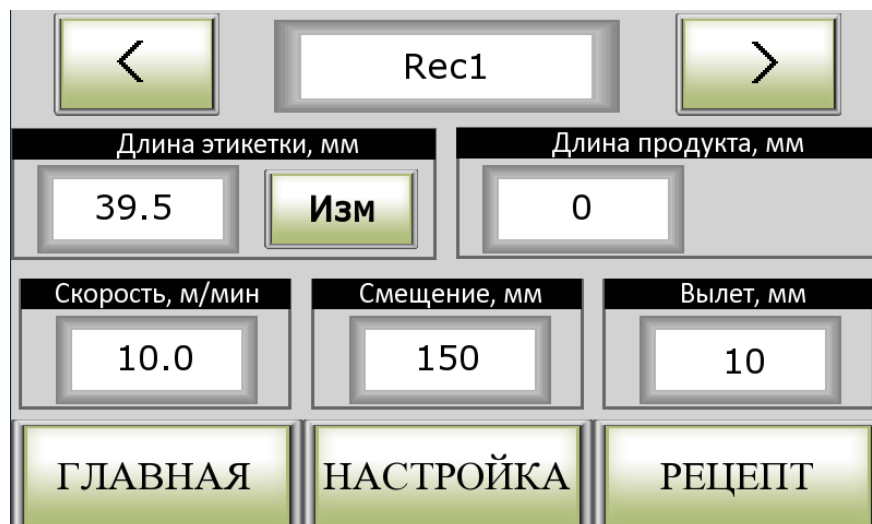 <
Rec1
>
Длина этикетки, мм
Длина продукта, мм
39.5
Изм
0
Скорость, м/мин
Смещение, мм
Вылет, мм
10.0
150
10
ГЛАВНАЯ
НАСТРОЙКА
РЕЦЕПТ